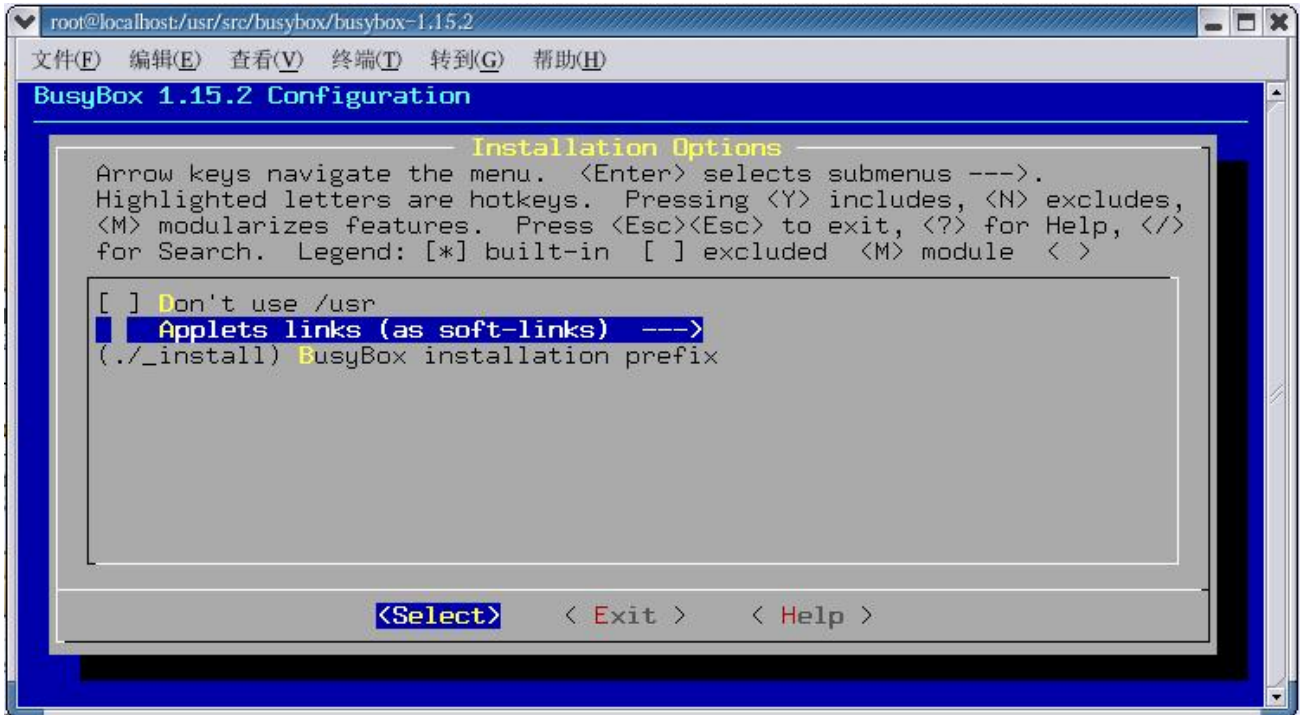 root@localhost:/usr/src/busybox/busybox-1.15.2
文件(F) 编辑(E) 查看(V) 终端(T) 转到(G) 帮助(H)
BusyBox 1.15.2 Configuration
Installation Options
Arrow keys navigate the menu.  <Enter> selects submenus --->.
Highlighted letters are hotkeys.  Pressing <Y> includes, <N> excludes,
<M> modularizes features.  Press <Esc><Esc> to exit, <?> for Help, </>
for Search.  Legend: [*] built-in  [ ] excluded  <M> module  < >
[ ] Don't use /usr
Applets links (as soft-links)  --->
(./_install) BusyBox installation prefix
<Select>    < Exit >    < Help >